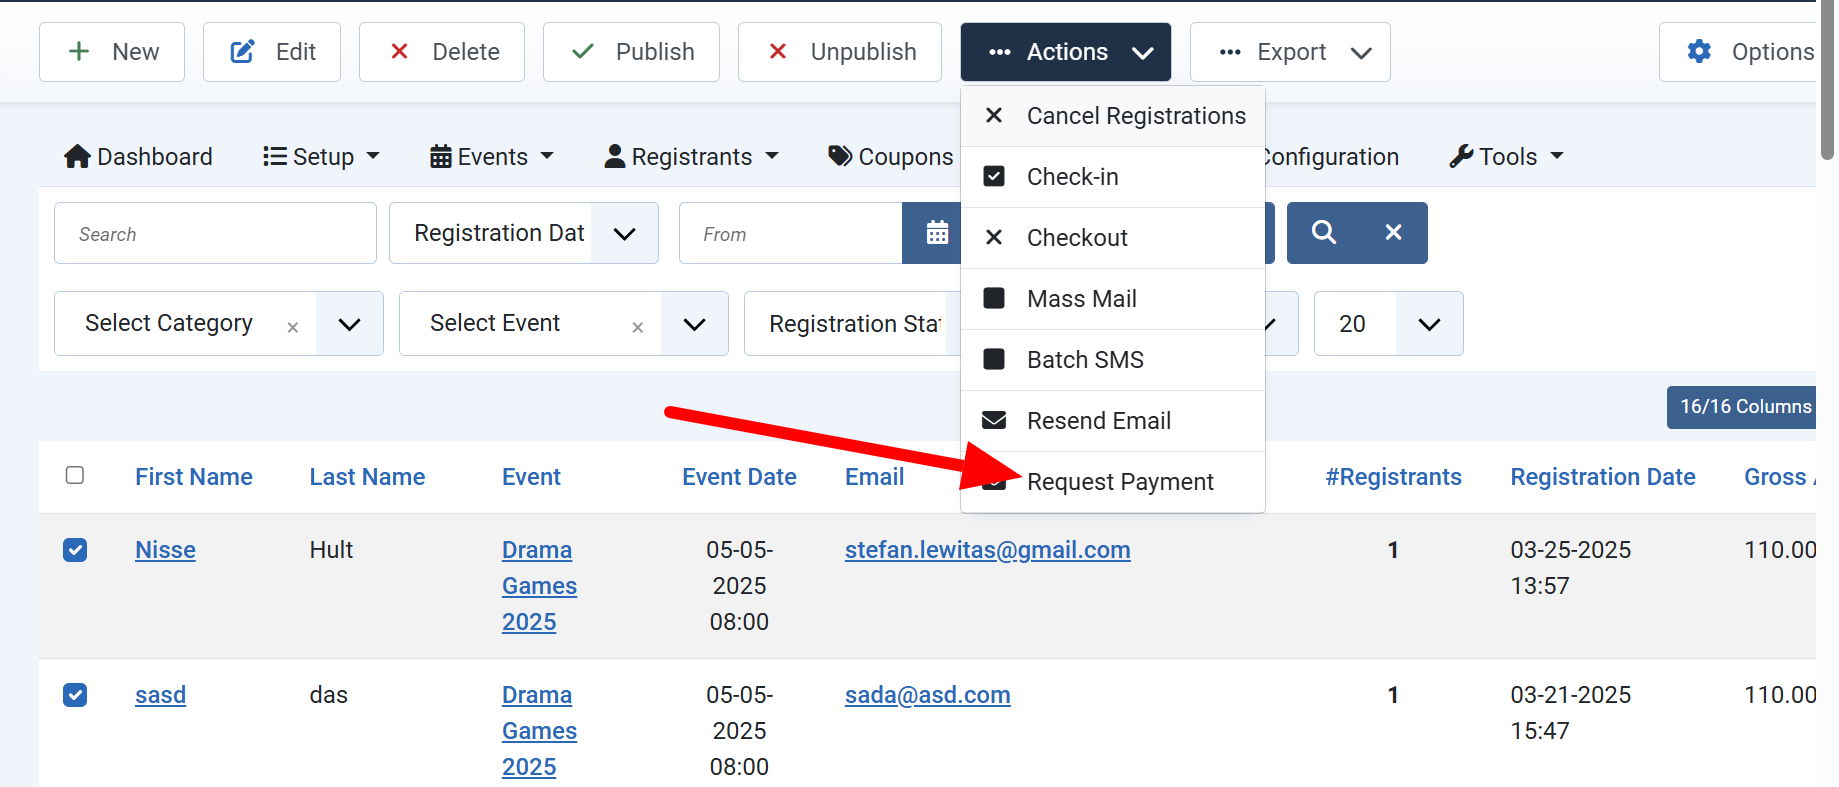 New
Edit
Delete
Publish
Unpublish
Actions
Export
Options
Dashboard
Setup
Events
Registrants
Coupons
Configuration
Tools
Cancel Registrations
Check-in
Checkout
Mass Mail
Batch SMS
Resend Email
Request Payment
Search
Registration Dat
From
Select Category ×
Select Event ×
Registration Sta
20
16/16 Columns
First Name Last Name Event Event Date Email #Registrants Registration Date Gross
Nisse Hult Drama 05-05- stefan.lewitas@gmail.com 1 03-25-2025 110.00
Games 2025 13:57
2025 08:00
sasd das Drama 05-05- sada@asd.com 1 03-21-2025 110.00
Games 2025 15:47
2025 08:00